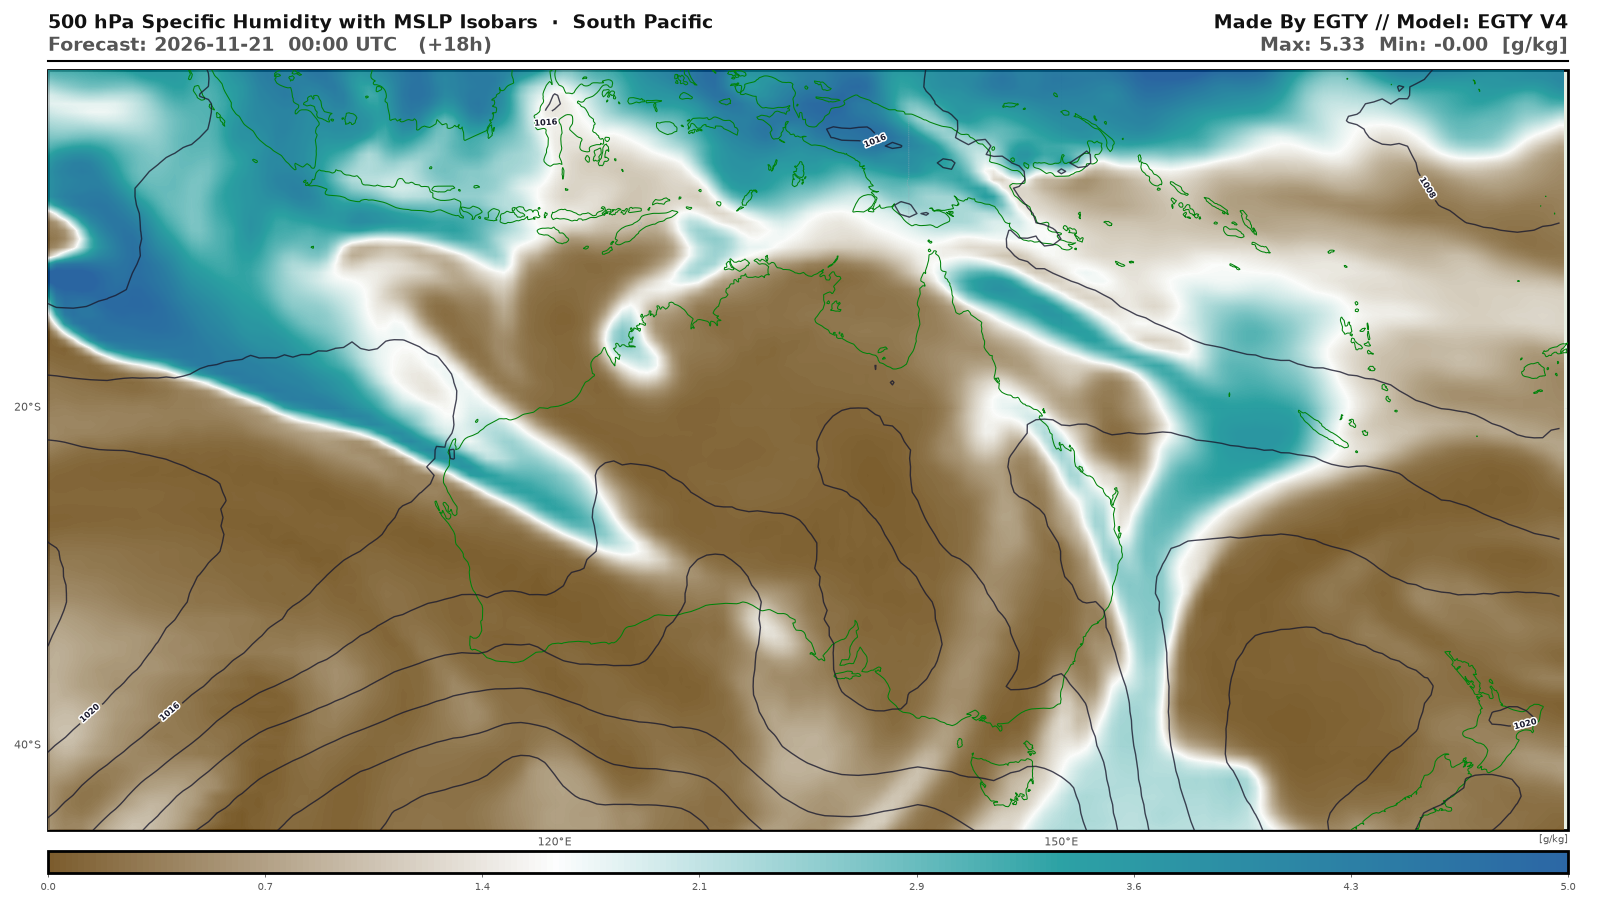 500 hPa Specific Humidity with MSLP Isobars · South Pacific
Made By EGTY // Model: EGTY V4
Forecast: 2026-11-21 00:00 UTC (+18h)
Max: 5.33 Min: -0.00 [g/kg]
1016
1016
1008
20°S
1020
1016
1020
40°S
120°E
150°E
[g/kg]
0.0 0.7 1.4 2.1 2.9 3.6 4.3 5.0